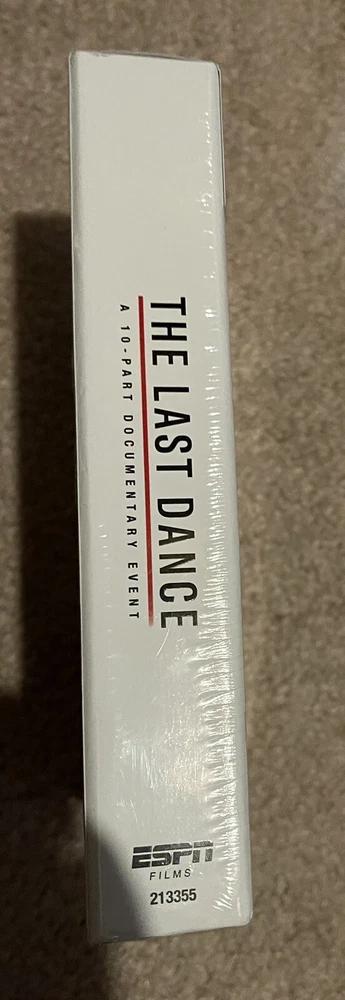 THE LAST DANCE
A 10-PART DOCUMENTARY EVENT
ESPN
FILMS
213355